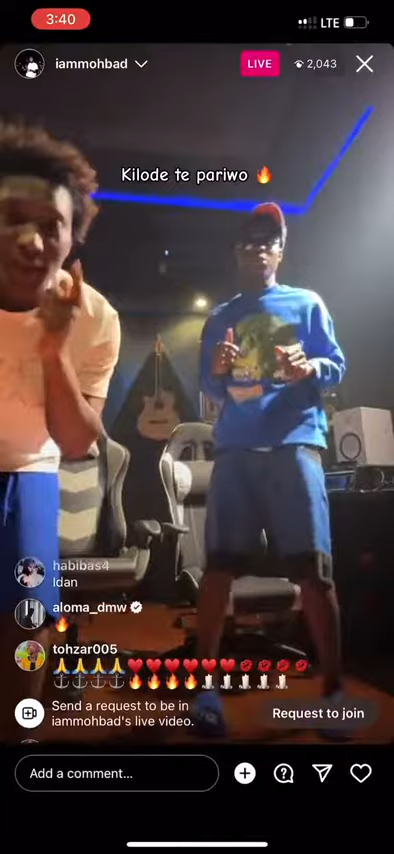 3:40
LTE
iammohbad
LIVE
2,043
Kilode te pariwo 🔥
habibas4
Idan
aloma_dmw
🔥
tohzar005
🙏🙏🙏🙏❤️❤️❤️❤️❤️🌹🌹🌹🌹
⚓⚓⚓⚓🔥🔥🔥🔥🕯️🕯️🕯️🕯️
Send a request to be in
iammohbad's live video.
Request to join
Add a comment...